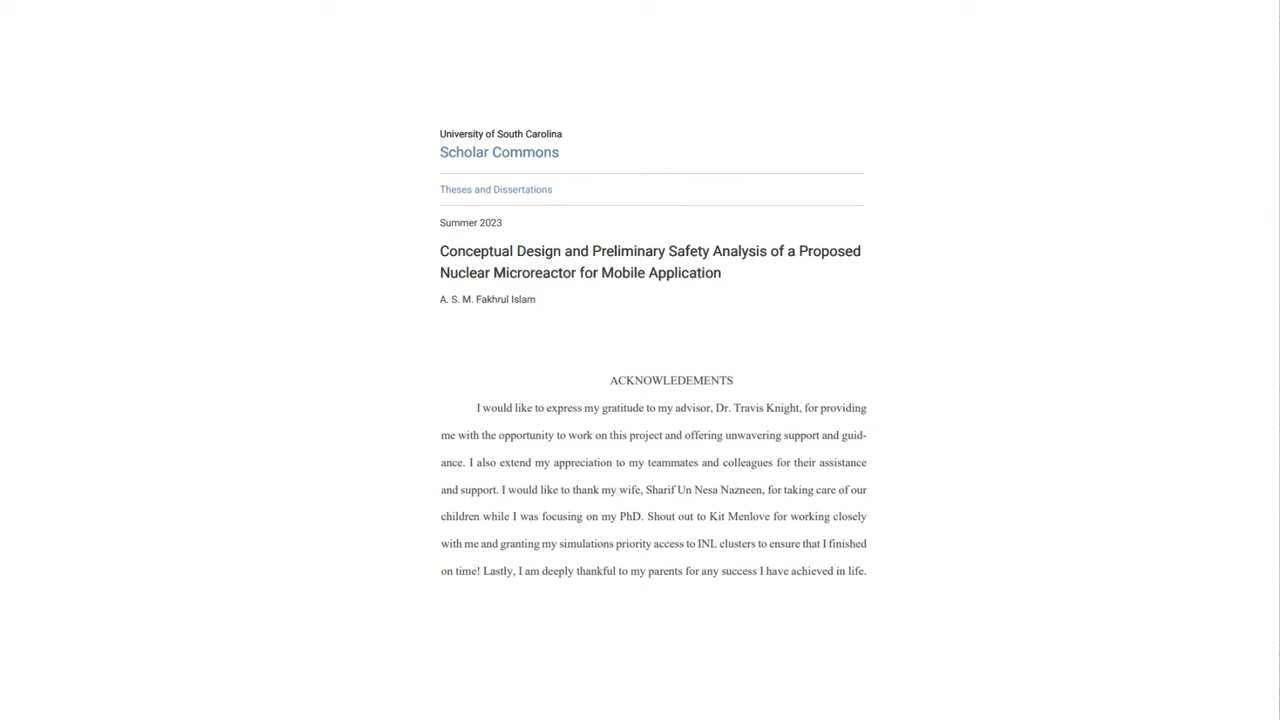 University of South Carolina
Scholar Commons
Theses and Dissertations
Summer 2023
Conceptual Design and Preliminary Safety Analysis of a Proposed
Nuclear Microreactor for Mobile Application
A. S. M. Fakhrul Islam
ACKNOWLEDEMENTS
I would like to express my gratitude to my advisor, Dr. Travis Knight, for providing
me with the opportunity to work on this project and offering unwavering support and guid-
ance. I also extend my appreciation to my teammates and colleagues for their assistance
and support. I would like to thank my wife, Sharif Un Nesa Nazneen, for taking care of our
children while I was focusing on my PhD. Shout out to Kit Menlove for working closely
with me and granting my simulations priority access to INL clusters to ensure that I finished
on time! Lastly, I am deeply thankful to my parents for any success I have achieved in life.